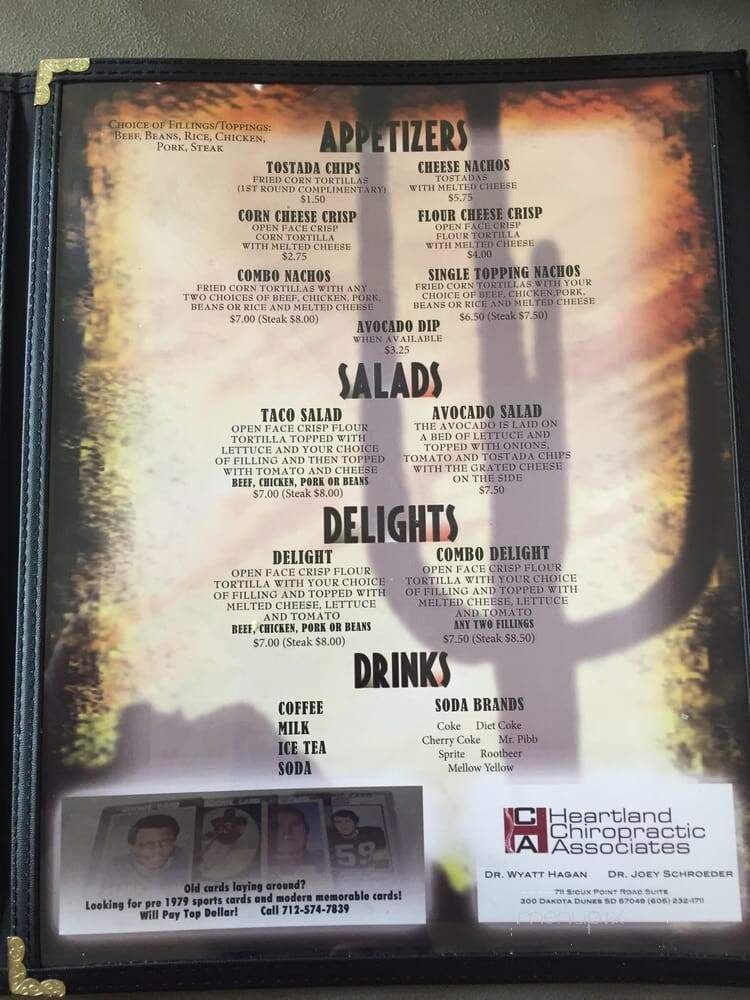 CHOICE OF FILLINGS/TOPPINGS:
BEEF, BEANS, RICE, CHICKEN,
PORK, STEAK
APPETIZERS
TOSTADA CHIPS
FRIED CORN TORTILLAS
(1ST ROUND COMPLIMENTARY)
$1.50
CHEESE NACHOS
TOSTADAS
WITH MELTED CHEESE
$5.75
CORN CHEESE CRISP
OPEN FACE CRISP
CORN TORTILLA
WITH MELTED CHEESE
$2.75
FLOUR CHEESE CRISP
OPEN FACE CRISP
FLOUR TORTILLA
WITH MELTED CHEESE
$4.00
COMBO NACHOS
FRIED CORN TORTILLAS WITH ANY
TWO CHOICES OF BEEF, CHICKEN, PORK,
BEANS OR RICE AND MELTED CHEESE
$7.00 (Steak $8.00)
SINGLE TOPPING NACHOS
FRIED CORN TORTILLAS WITH YOUR
CHOICE OF BEEF, CHICKEN,PORK,
BEANS OR RICE AND MELTED CHEESE
$6.50 (Steak $7.50)
AVOCADO DIP
WHEN AVAILABLE
$3.25
SALADS
TACO SALAD
OPEN FACE CRISP FLOUR
TORTILLA TOPPED WITH
LETTUCE AND YOUR CHOICE
OF FILLING AND THEN TOPPED
WITH TOMATO AND CHEESE
BEEF, CHICKEN, PORK OR BEANS
$7.00 (Steak $8.00)
AVOCADO SALAD
THE AVOCADO IS LAID ON
A BED OF LETTUCE AND
TOPPED WITH ONIONS,
TOMATO AND TOSTADA CHIPS
WITH THE GRATED CHEESE
ON THE SIDE
$7.50
DELIGHTS
DELIGHT
OPEN FACE CRISP FLOUR
TORTILLA WITH YOUR CHOICE
OF FILLING AND TOPPED WITH
MELTED CHEESE, LETTUCE
AND TOMATO
BEEF, CHICKEN, PORK OR BEANS
$7.00 (Steak $8.00)
COMBO DELIGHT
OPEN FACE CRISP FLOUR
TORTILLA WITH YOUR CHOICE
OF FILLING AND TOPPED WITH
MELTED CHEESE, LETTUCE
AND TOMATO
ANY TWO FILLINGS
$7.50 (Steak $8.50)
DRINKS
COFFEE
MILK
ICE TEA
SODA
SODA BRANDS
Coke Diet Coke
Cherry Coke Mr. Pibb
Sprite Rootbeer
Mellow Yellow
59
Old cards laying around?
Looking for pre 1979 sports cards and modern memorable cards!
Will Pay Top Dollar! Call 712-574-7839
CHA
Heartland
Chiropractic
Associates
DR. WYATT HAGAN DR. JOEY SCHROEDER
711 SIOUX POINT ROAD SUITE
300 DAKOTA DUNES SD 57049 (605) 232-1711